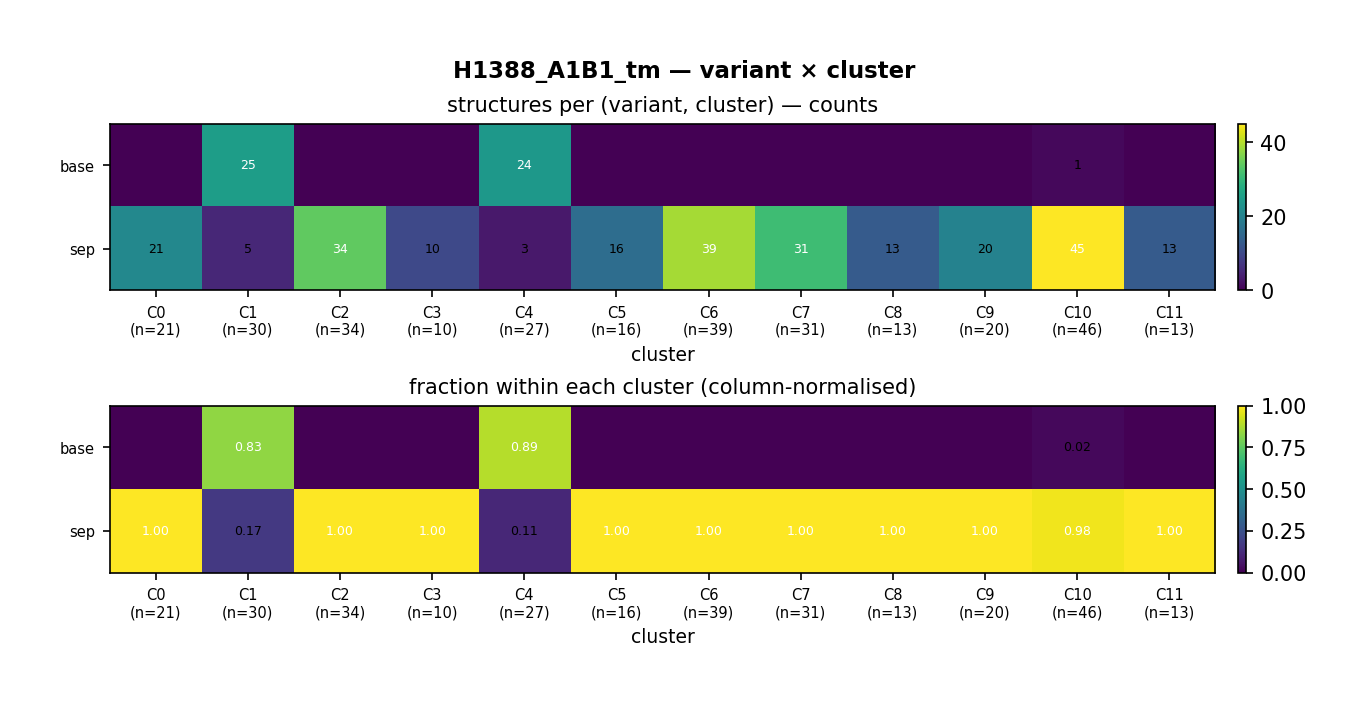 H1388_A1B1_tm — variant × cluster
structures per (variant, cluster) — counts
base 25 24 1
sep 21 5 34 10 3 16 39 31 13 20 45 13
40
20
0
C0 C1 C2 C3 C4 C5 C6 C7 C8 C9 C10 C11
(n=21) (n=30) (n=34) (n=10) (n=27) (n=16) (n=39) (n=31) (n=13) (n=20) (n=46) (n=13)
cluster
fraction within each cluster (column-normalised)
base 0.83 0.89 0.02
sep 1.00 0.17 1.00 1.00 0.11 1.00 1.00 1.00 1.00 1.00 0.98 1.00
1.00
0.75
0.50
0.25
0.00
C0 C1 C2 C3 C4 C5 C6 C7 C8 C9 C10 C11
(n=21) (n=30) (n=34) (n=10) (n=27) (n=16) (n=39) (n=31) (n=13) (n=20) (n=46) (n=13)
cluster